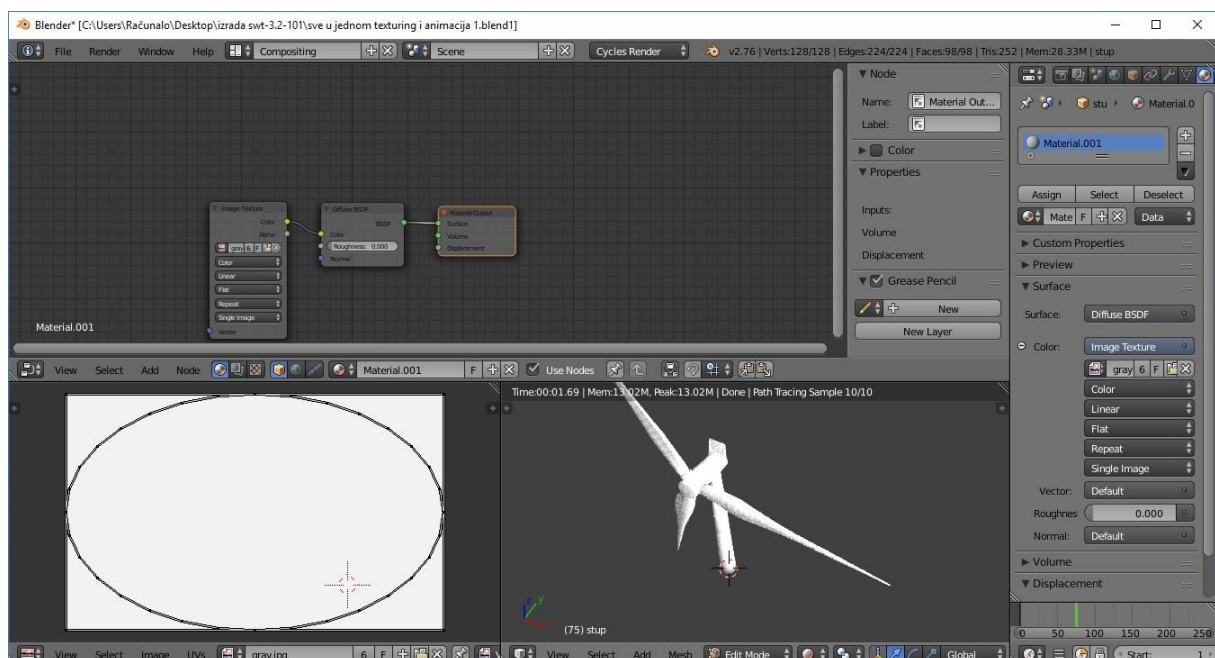 Blender* [C:\Users\Računalo\Desktop\izrada swt-3.2-101\sve u jednom texturing i animacija 1.blend1]
File Render Window Help Compositing Scene Cycles Render v2.76 | Verts:128/128 | Edges:224/224 | Faces:98/98 | Tris:252 | Mem:28.33M | stup
Node
Name: Material Out...
Label:
Color
Properties
Inputs:
Volume
Displacement
Grease Pencil
New
New Layer
Image Texture
Color
Alpha
gray 6 F
Color
Linear
Flat
Repeat
Single Image
Vector
Diffuse BSDF
BSDF
Color
Roughness: 0.000
Normal
Material Output
Surface
Volume
Displacement
Material.001
View Select Add Node Material.001 F Use Nodes
stu Material.0
Material.001
Assign Select Deselect
Mate F Data
Custom Properties
Preview
Surface
Surface: Diffuse BSDF
Color: Image Texture
gray 6 F
Color
Linear
Flat
Repeat
Single Image
Vector: Default
Roughnes 0.000
Normal: Default
Volume
Displacement
Time:00:01.69 | Mem:13.02M, Peak:13.02M | Done | Path Tracing Sample 10/10
z y
(75) stup
0 50 100 150 200 250
View Select Image UVs gray.jpg 6 F
View Select Add Mesh Edit Mode Global
Start: 1